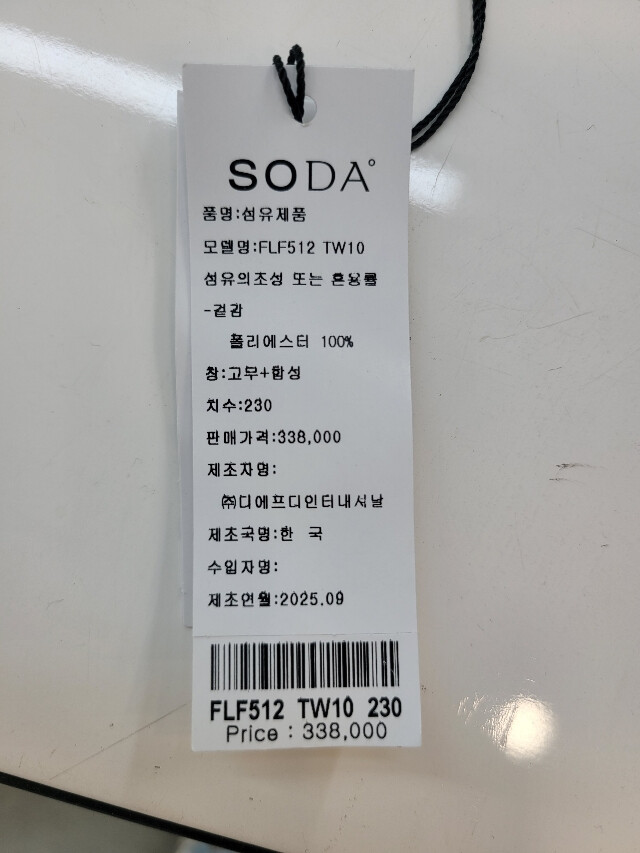 SODA°
품명:섬유제품
모델명:FLF512 TW10
섬유의조성 또는 혼용률
-겉감
폴리에스터 100%
창:고무+합성
치수:230
판매가격:338,000
제조자명:
㈜디에프디인터내셔날
제조국명:한 국
수입자명:
제조연월:2025.09
FLF512 TW10 230
Price : 338,000